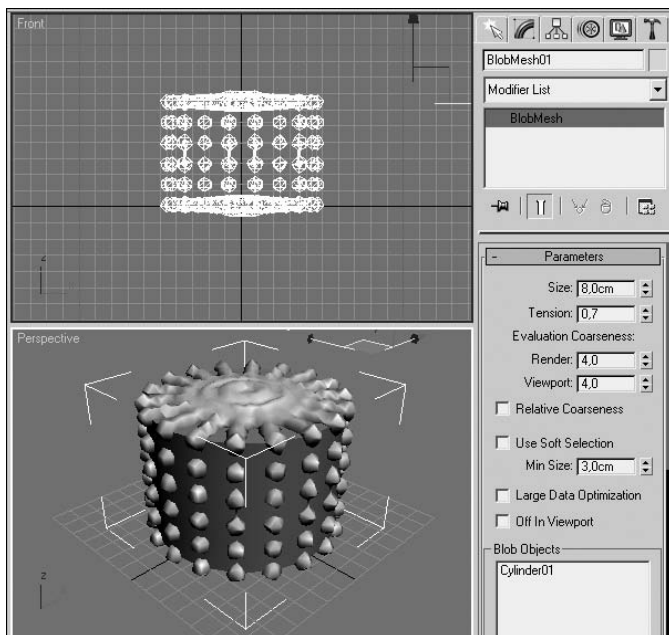 Front
z
Perspective
z
BlobMesh01
Modifier List
BlobMesh
- Parameters
Size: 8,0cm
Tension: 0,7
Evaluation Coarseness:
Render: 4,0
Viewport: 4,0
Relative Coarseness
Use Soft Selection
Min Size: 3,0cm
Large Data Optimization
Off In Viewport
Blob Objects
Cylinder01